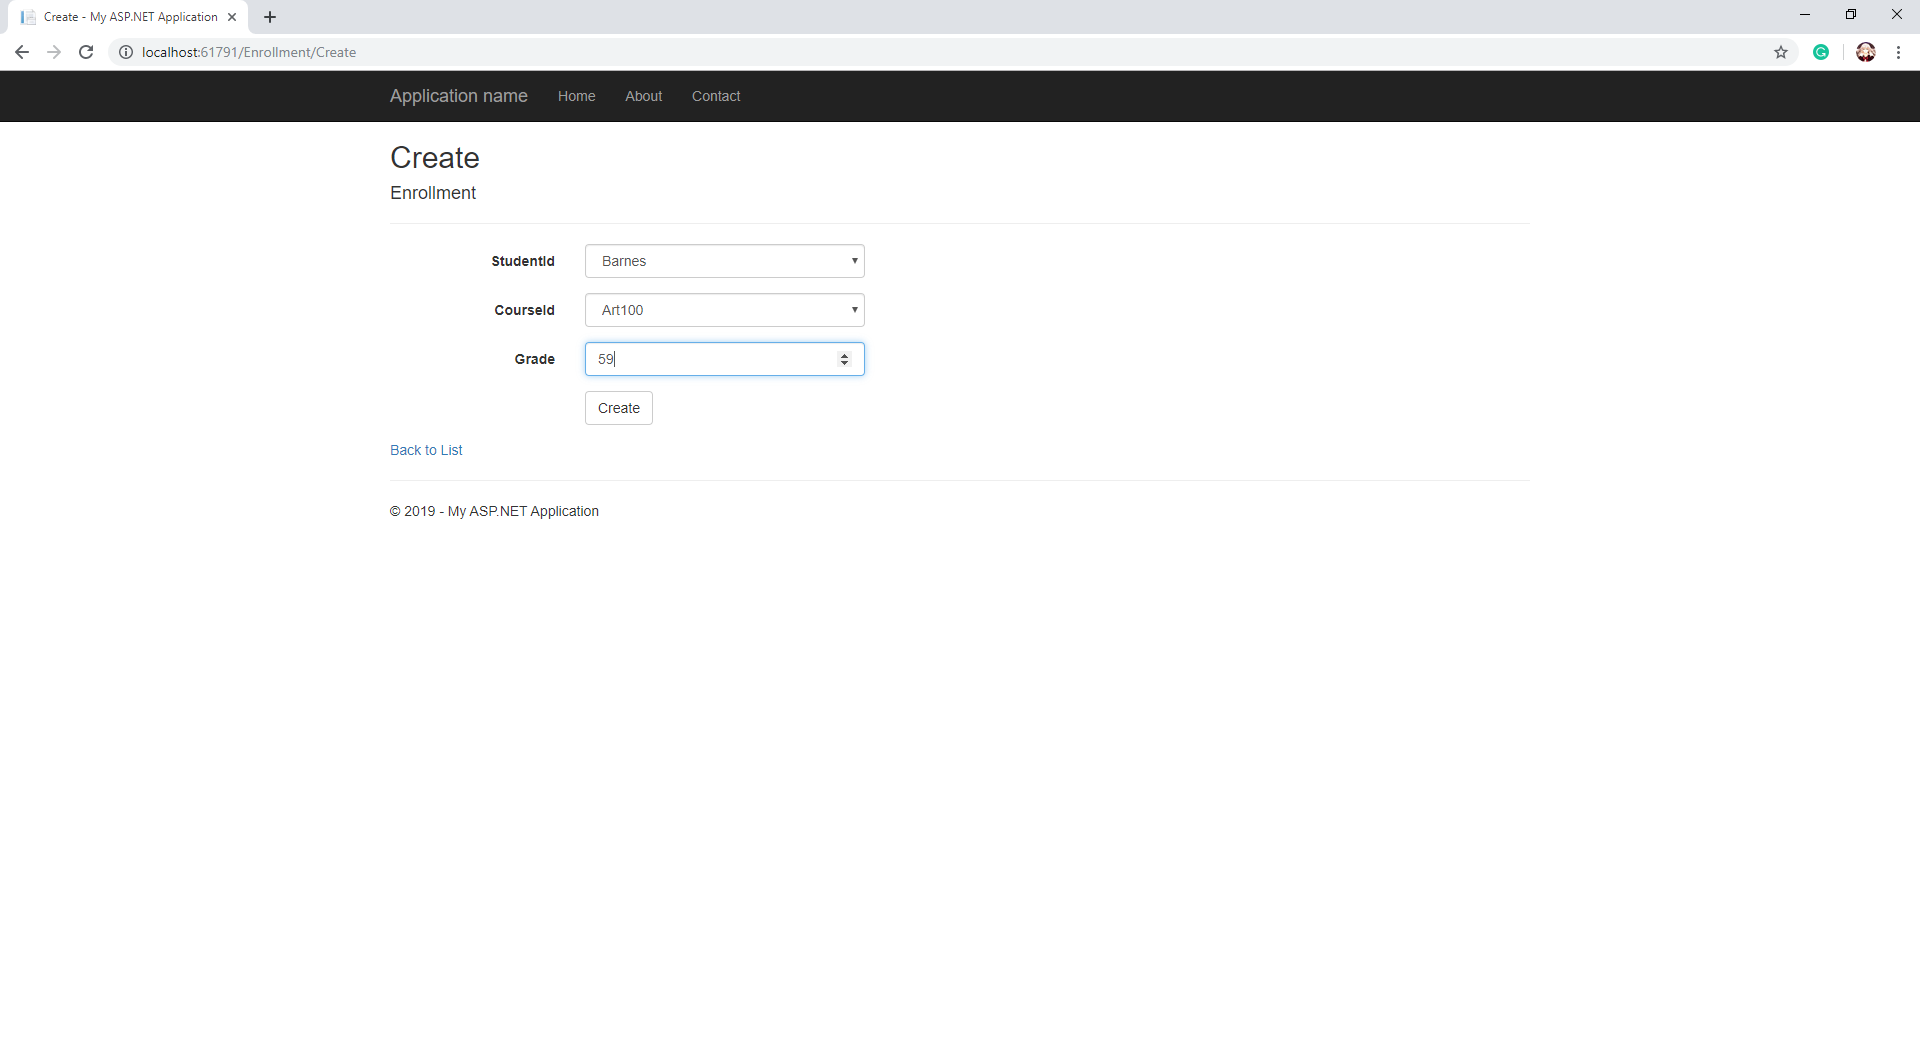 Create - My ASP.NET Application
localhost:61791/Enrollment/Create
Application name Home About Contact
Create
Enrollment
StudentId Barnes
CourseId Art100
Grade 59
Create
Back to List
© 2019 - My ASP.NET Application